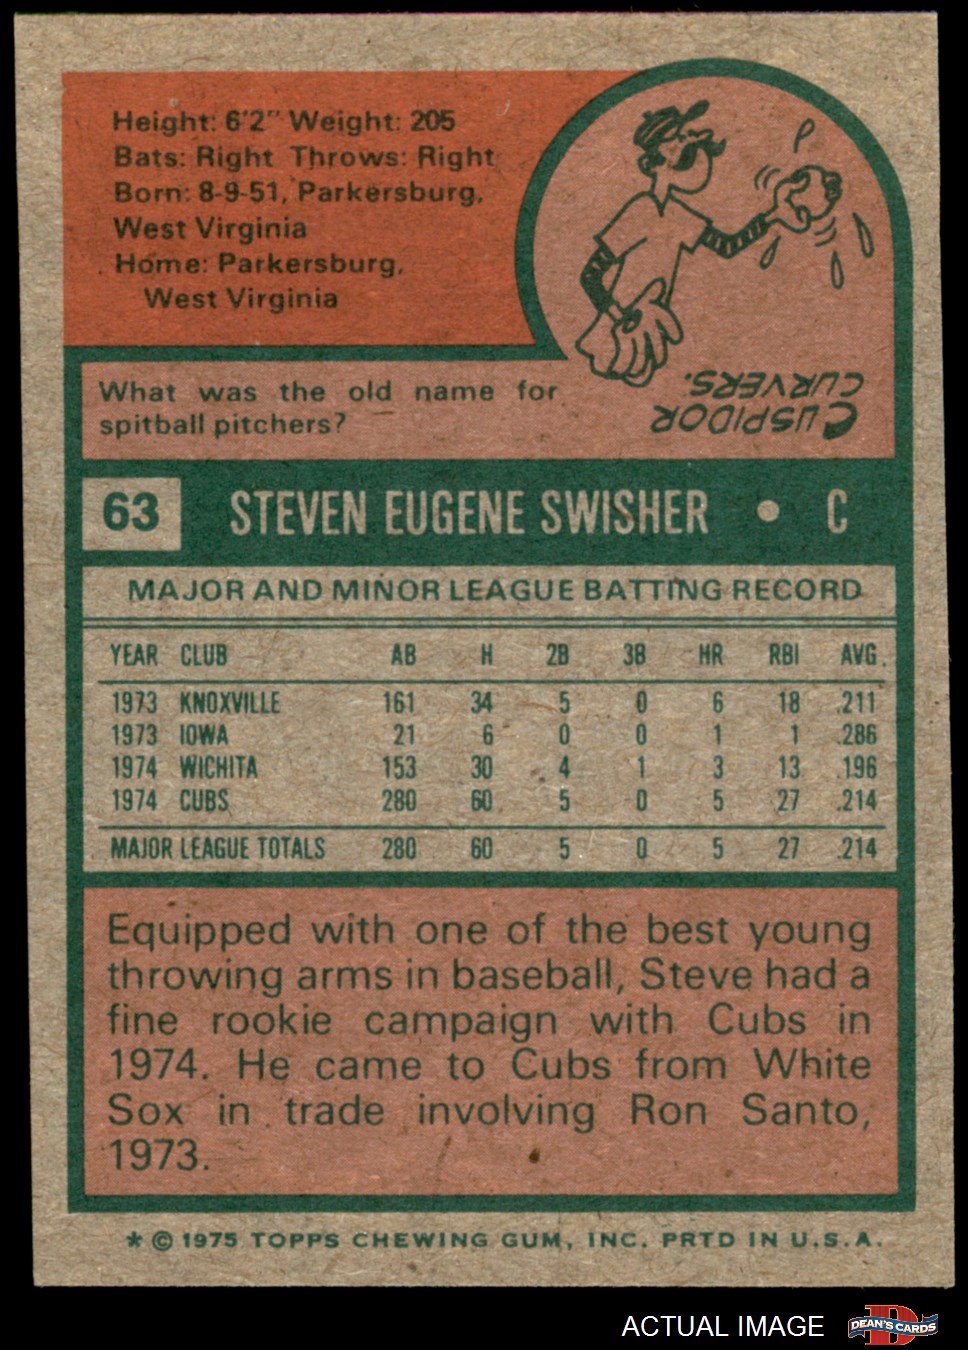 Height: 6'2" Weight: 205
Bats: Right Throws: Right
Born: 8-9-51, Parkersburg,
West Virginia
Home: Parkersburg,
West Virginia
What was the old name for
spitball pitchers?
CUSPIDOR
CURVERS.
63 STEVEN EUGENE SWISHER • C
MAJOR AND MINOR LEAGUE BATTING RECORD
YEAR CLUB AB H 2B 3B HR RBI AVG.
1973 KNOXVILLE 161 34 5 0 6 18 .211
1973 IOWA 21 6 0 0 1 1 .286
1974 WICHITA 153 30 4 1 3 13 .196
1974 CUBS 280 60 5 0 5 27 .214
MAJOR LEAGUE TOTALS 280 60 5 0 5 27 .214
Equipped with one of the best young
throwing arms in baseball, Steve had a
fine rookie campaign with Cubs in
1974. He came to Cubs from White
Sox in trade involving Ron Santo,
1973.
* © 1975 TOPPS CHEWING GUM, INC. PRTD IN U.S.A.
ACTUAL IMAGE
D
DEAN'S CARDS